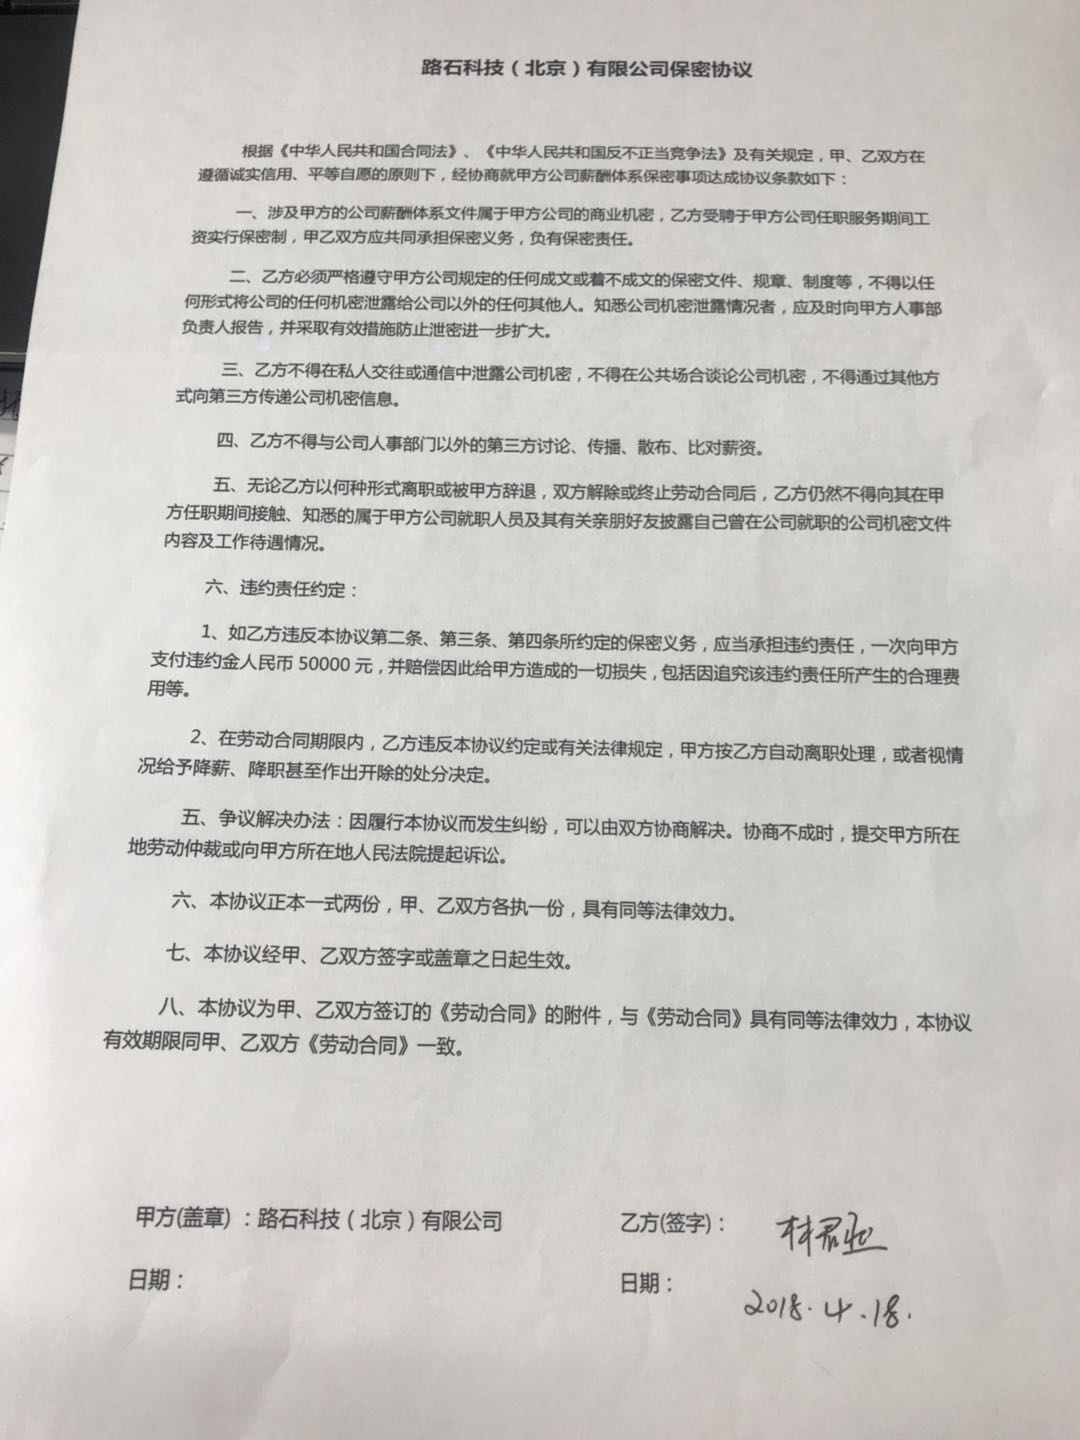 路石科技（北京）有限公司保密协议
根据《中华人民共和国合同法》、《中华人民共和国反不正当竞争法》及有关规定，甲、乙双方在
遵循诚实信用、平等自愿的原则下，经协商就甲方公司薪酬体系保密事项达成协议条款如下：
一、涉及甲方的公司薪酬体系文件属于甲方公司的商业机密，乙方受聘于甲方公司任职服务期间工
资实行保密制，甲乙双方应共同承担保密义务，负有保密责任。
二、乙方必须严格遵守甲方公司规定的任何成文或着不成文的保密文件、规章、制度等，不得以任
何形式将公司的任何机密泄露给公司以外的任何其他人。知悉公司机密泄露情况者，应及时向甲方人事部
负责人报告，并采取有效措施防止泄密进一步扩大。
三、乙方不得在私人交往或通信中泄露公司机密，不得在公共场合谈论公司机密，不得通过其他方
式向第三方传递公司机密信息。
四、乙方不得与公司人事部门以外的第三方讨论、传播、散布、比对薪资。
五、无论乙方以何种形式离职或被甲方辞退，双方解除或终止劳动合同后，乙方仍然不得向其在甲
方任职期间接触、知悉的属于甲方公司就职人员及其有关亲朋好友披露自己曾在公司就职的公司机密文件
内容及工作待遇情况。
六、违约责任约定：
1、如乙方违反本协议第二条、第三条、第四条所约定的保密义务，应当承担违约责任，一次向甲方
支付违约金人民币 50000 元，并赔偿因此给甲方造成的一切损失，包括因追究该违约责任所产生的合理费
用等。
2、在劳动合同期限内，乙方违反本协议约定或有关法律规定，甲方按乙方自动离职处理，或者视情
况给予降薪、降职甚至作出开除的处分决定。
五、争议解决办法：因履行本协议而发生纠纷，可以由双方协商解决。协商不成时，提交甲方所在
地劳动仲裁或向甲方所在地人民法院提起诉讼。
六、本协议正本一式两份，甲、乙双方各执一份，具有同等法律效力。
七、本协议经甲、乙双方签字或盖章之日起生效。
八、本协议为甲、乙双方签订的《劳动合同》的附件，与《劳动合同》具有同等法律效力，本协议
有效期限同甲、乙双方《劳动合同》一致。
甲方(盖章)：路石科技（北京）有限公司
乙方(签字)： 林君业
日期：
日期： 2018.4.18.